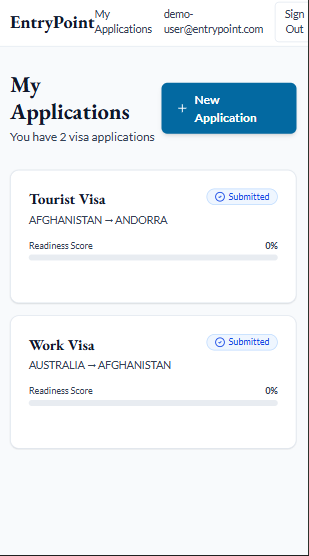 EntryPoint
My
Applications
demo-
user@entrypoint.com
Sign
Out
My
Applications
You have 2 visa applications
+ New
Application
Tourist Visa
Submitted
AFGHANISTAN → ANDORRA
Readiness Score
0%
Work Visa
Submitted
AUSTRALIA → AFGHANISTAN
Readiness Score
0%